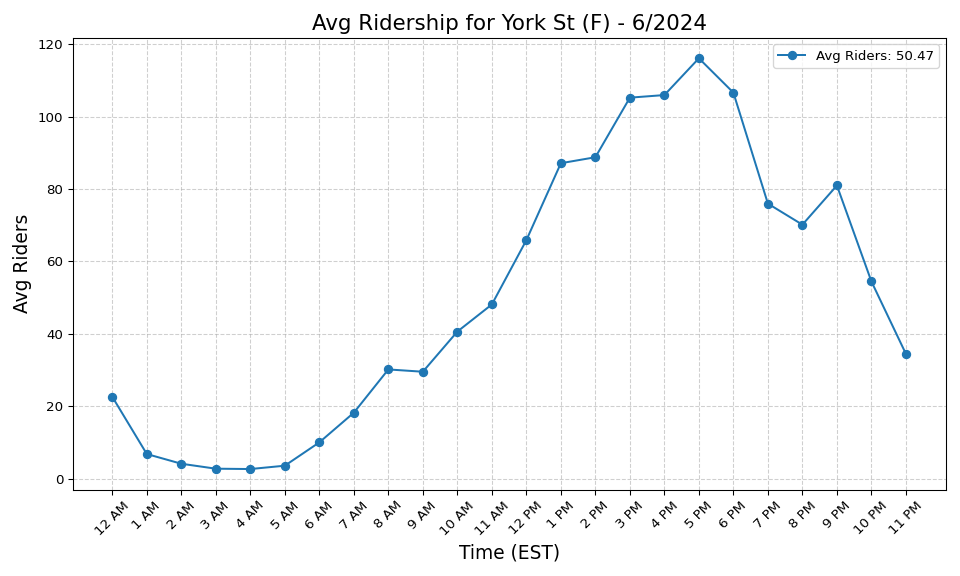 Avg Ridership for York St (F) - 6/2024
Avg Riders: 50.47
Avg Riders
120
100
80
60
40
20
0
12 AM
1 AM
2 AM
3 AM
4 AM
5 AM
6 AM
7 AM
8 AM
9 AM
10 AM
11 AM
12 PM
1 PM
2 PM
3 PM
4 PM
5 PM
6 PM
7 PM
8 PM
9 PM
10 PM
11 PM
Time (EST)